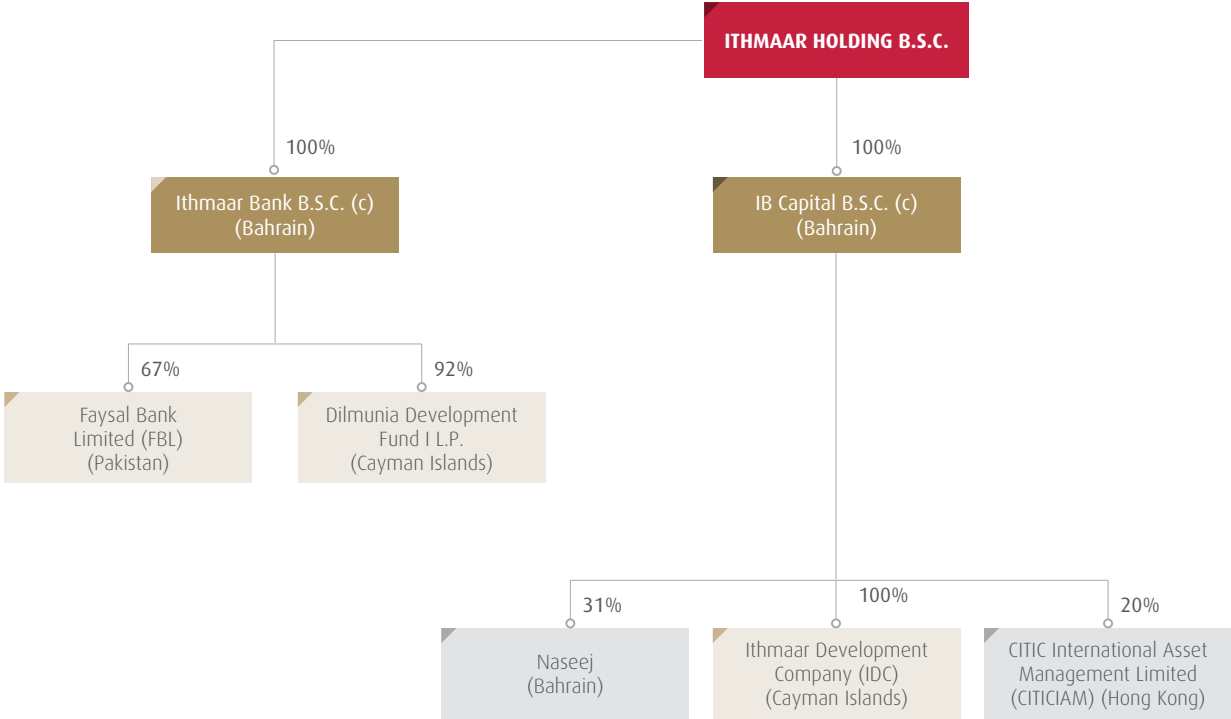 ITHMAAR HOLDING B.S.C.
100%
100%
Ithmaar Bank B.S.C. (c)
(Bahrain)
IB Capital B.S.C. (c)
(Bahrain)
67%
92%
Faysal Bank
Limited (FBL)
(Pakistan)
Dilmunia Development
Fund I L.P.
(Cayman Islands)
31%
100%
20%
Naseej
(Bahrain)
Ithmaar Development
Company (IDC)
(Cayman Islands)
CITIC International Asset
Management Limited
(CITICIAM) (Hong Kong)